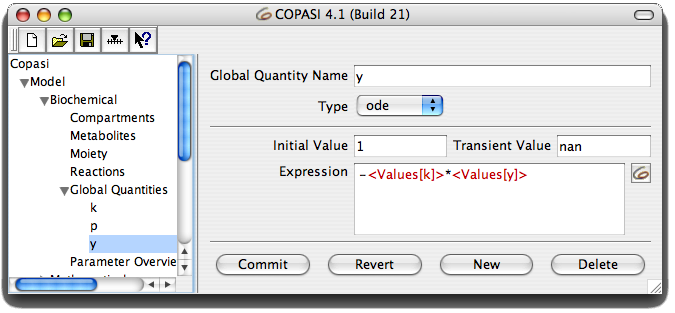 COPASI 4.1 (Build 21)
Copasi
Model
Biochemical
Compartments
Metabolites
Moiety
Reactions
Global Quantities
k
p
y
Parameter Overvie
Global Quantity Name y
Type ode
Initial Value 1 Transient Value nan
Expression -<Values[k]>*<Values[y]>
Commit Revert New Delete